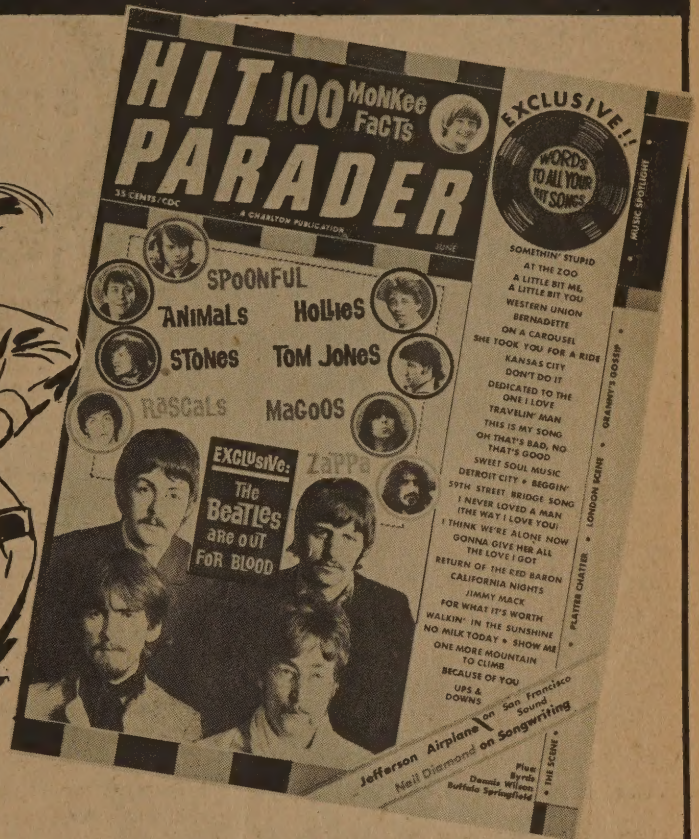 HIT 100 MONKee FacTs
PARADER
35 CENTS/CDC
A CHARLTON PUBLICATION
JUNE
SPOONFUL
ANIMaLS HOLLIeS
STONeS TOM JONeS
RaSCaLS MaGOOS
EXCLUSIVe: ZaPPa
THe
BeaTLes
aRe OUT
FOR BLOOD
EXCLUSIVE!!
WORDS
TO ALL YOUR
HIT SONGS
SOMETHIN' STUPID
AT THE ZOO
A LITTLE BIT ME,
A LITTLE BIT YOU
WESTERN UNION
BERNADETTE
ON A CAROUSEL
SHE TOOK YOU FOR A RIDE
KANSAS CITY
DON'T DO IT
DEDICATED TO THE
ONE I LOVE
TRAVELIN' MAN
THIS IS MY SONG
OH THAT'S BAD, NO
THAT'S GOOD
SWEET SOUL MUSIC
DETROIT CITY • BEGGIN'
59TH STREET BRIDGE SONG
I NEVER LOVED A MAN
(THE WAY I LOVE YOU)
I THINK WE'RE ALONE NOW
GONNA GIVE HER ALL
THE LOVE I GOT
RETURN OF THE RED BARON
CALIFORNIA NIGHTS
JIMMY MACK
FOR WHAT IT'S WORTH
WALKIN' IN THE SUNSHINE
NO MILK TODAY • SHOW ME
ONE MORE MOUNTAIN
TO CLIMB
BECAUSE OF YOU
UPS &
DOWNS
Jefferson Airplane on San Francisco
Sound
Neil Diamond on Songwriting
Plus:
Byrds
Dennis Wilson
Buffalo Springfield
• THE SCENE • PLATTER CHATTER • LONDON SCENE • GRANNY'S GOSSIP •
• MUSIC SPOTLIGHT •